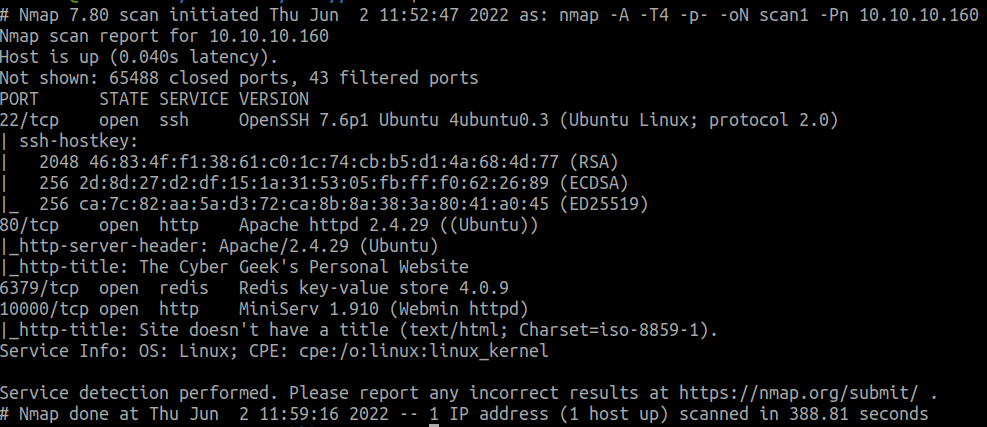 # Nmap 7.80 scan initiated Thu Jun  2 11:52:47 2022 as: nmap -A -T4 -p- -oN scan1 -Pn 10.10.10.160
Nmap scan report for 10.10.10.160
Host is up (0.040s latency).
Not shown: 65488 closed ports, 43 filtered ports
PORT      STATE SERVICE VERSION
22/tcp    open  ssh     OpenSSH 7.6p1 Ubuntu 4ubuntu0.3 (Ubuntu Linux; protocol 2.0)
| ssh-hostkey:
|   2048 46:83:4f:f1:38:61:c0:1c:74:cb:b5:d1:4a:68:4d:77 (RSA)
|   256 2d:8d:27:d2:df:15:1a:31:53:05:fb:ff:f0:62:26:89 (ECDSA)
|_  256 ca:7c:82:aa:5a:d3:72:ca:8b:8a:38:3a:80:41:a0:45 (ED25519)
80/tcp    open  http    Apache httpd 2.4.29 ((Ubuntu))
|_http-server-header: Apache/2.4.29 (Ubuntu)
|_http-title: The Cyber Geek's Personal Website
6379/tcp  open  redis   Redis key-value store 4.0.9
10000/tcp open  http    MiniServ 1.910 (Webmin httpd)
|_http-title: Site doesn't have a title (text/html; Charset=iso-8859-1).
Service Info: OS: Linux; CPE: cpe:/o:linux:linux_kernel

Service detection performed. Please report any incorrect results at https://nmap.org/submit/ .
# Nmap done at Thu Jun  2 11:59:16 2022 -- 1 IP address (1 host up) scanned in 388.81 seconds